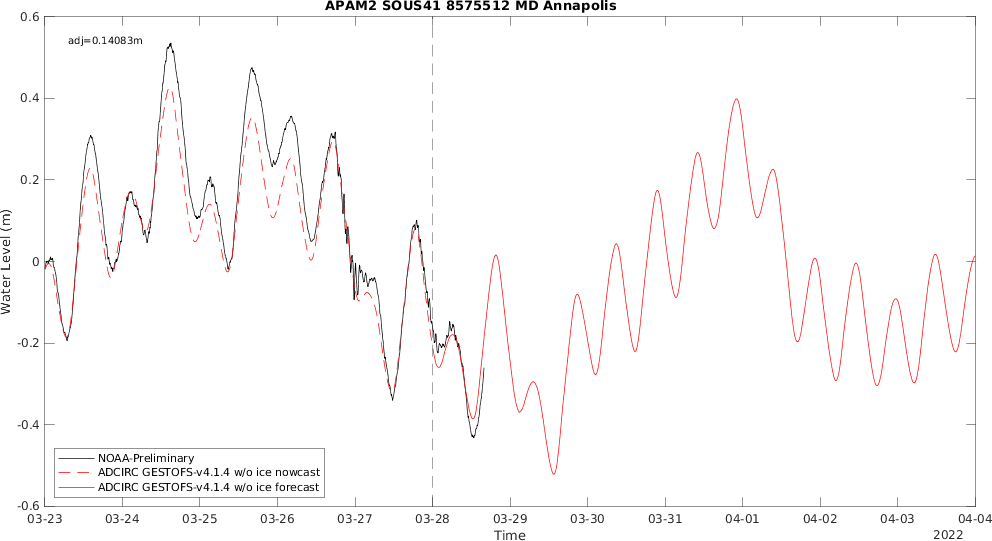 APAM2 SOUS41 8575512 MD Annapolis
adj=0.14083m
0.6
0.4
0.2
0
-0.2
-0.4
-0.6
Water Level (m)
NOAA-Preliminary
ADCIRC GESTOFS-v4.1.4 w/o ice nowcast
ADCIRC GESTOFS-v4.1.4 w/o ice forecast
03-23 03-24 03-25 03-26 03-27 03-28 03-29 03-30 03-31 04-01 04-02 04-03 04-04
Time
2022